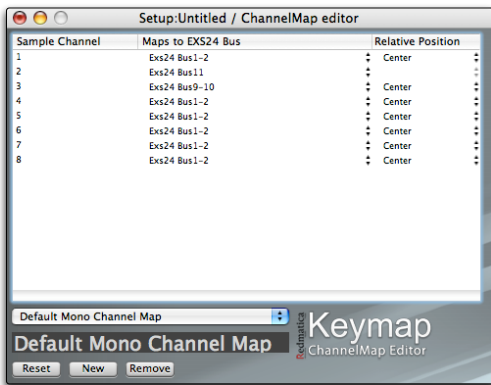 Setup:Untitled / ChannelMap editor
Sample Channel Maps to EXS24 Bus Relative Position
1 Exs24 Bus1-2 Center
2 Exs24 Bus11
3 Exs24 Bus9-10 Center
4 Exs24 Bus1-2 Center
5 Exs24 Bus1-2 Center
6 Exs24 Bus1-2 Center
7 Exs24 Bus1-2 Center
8 Exs24 Bus1-2 Center
Default Mono Channel Map
Default Mono Channel Map
Reset New Remove
Redmatica
Keymap
ChannelMap Editor